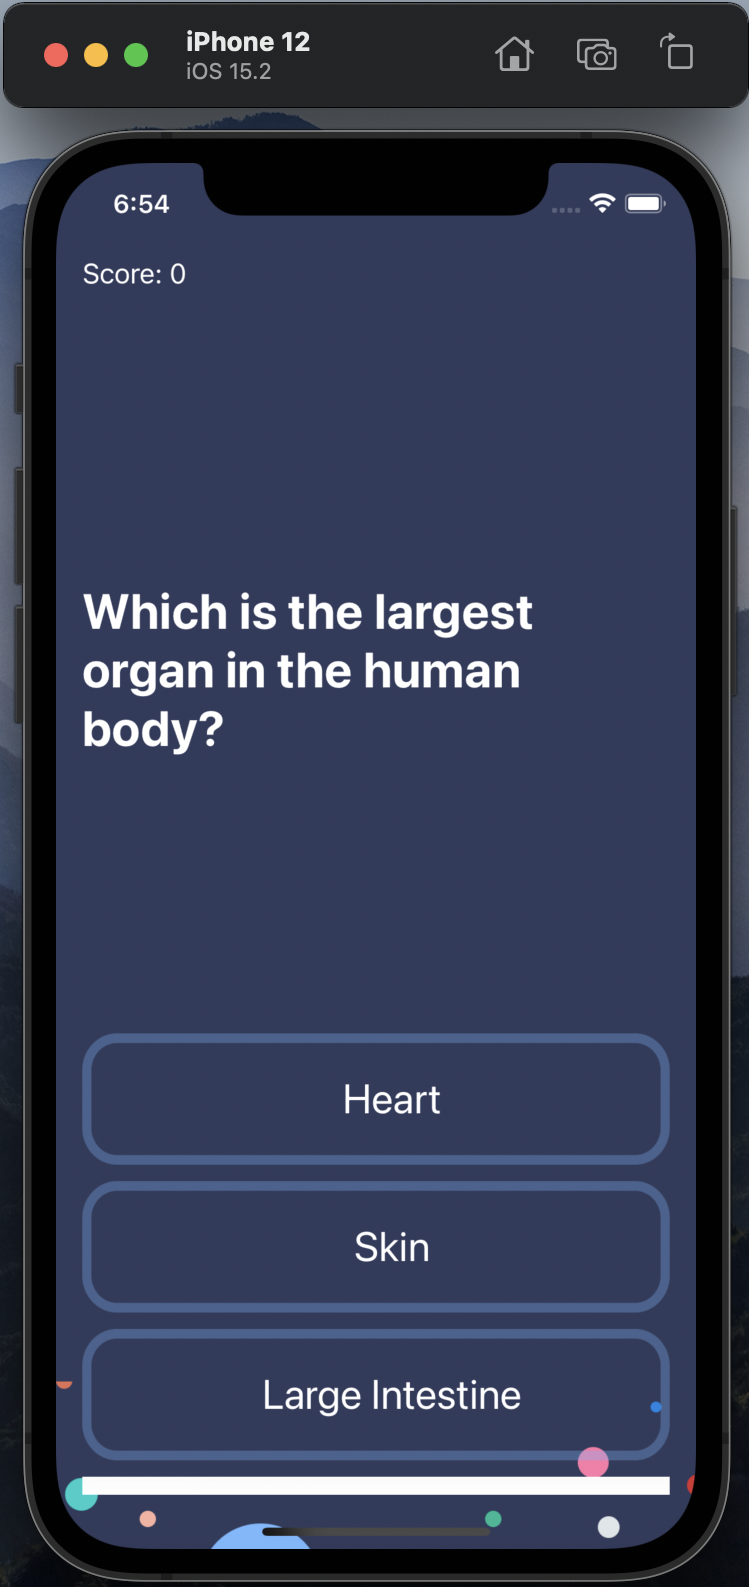 iPhone 12
iOS 15.2
6:54
Score: 0
Which is the largest
organ in the human
body?
Heart
Skin
Large Intestine